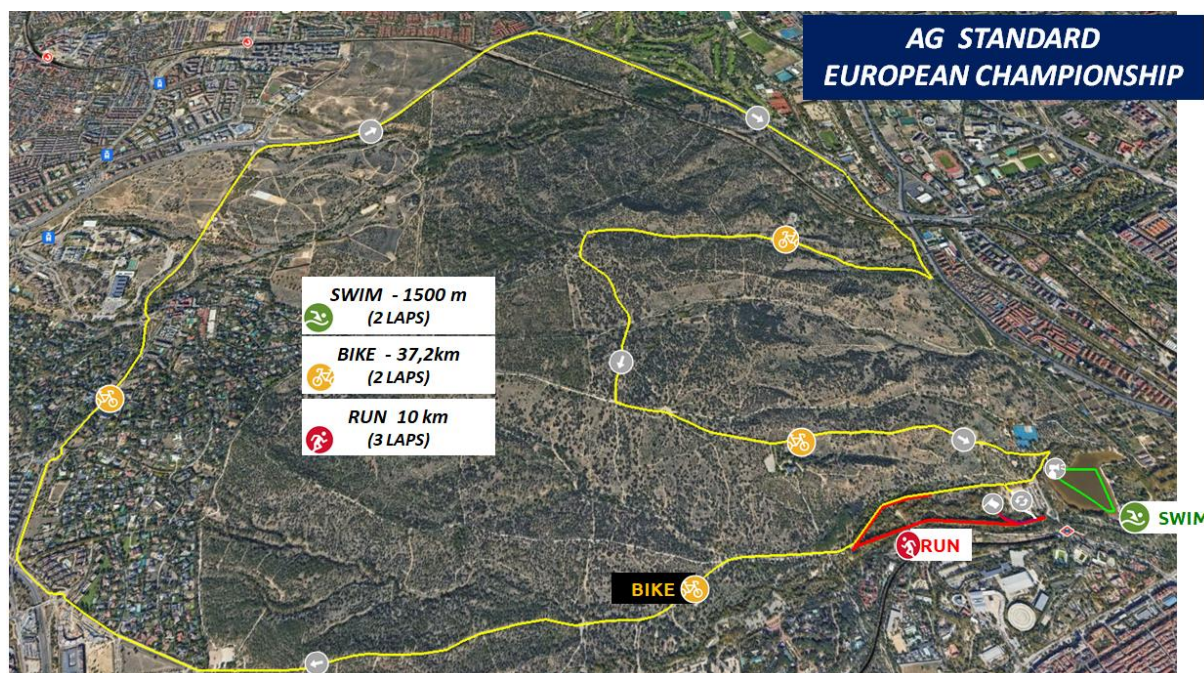 AG STANDARD
EUROPEAN CHAMPIONSHIP
SWIM - 1500 m
(2 LAPS)
BIKE - 37,2km
(2 LAPS)
RUN 10 km
(3 LAPS)
SWIM
RUN
BIKE